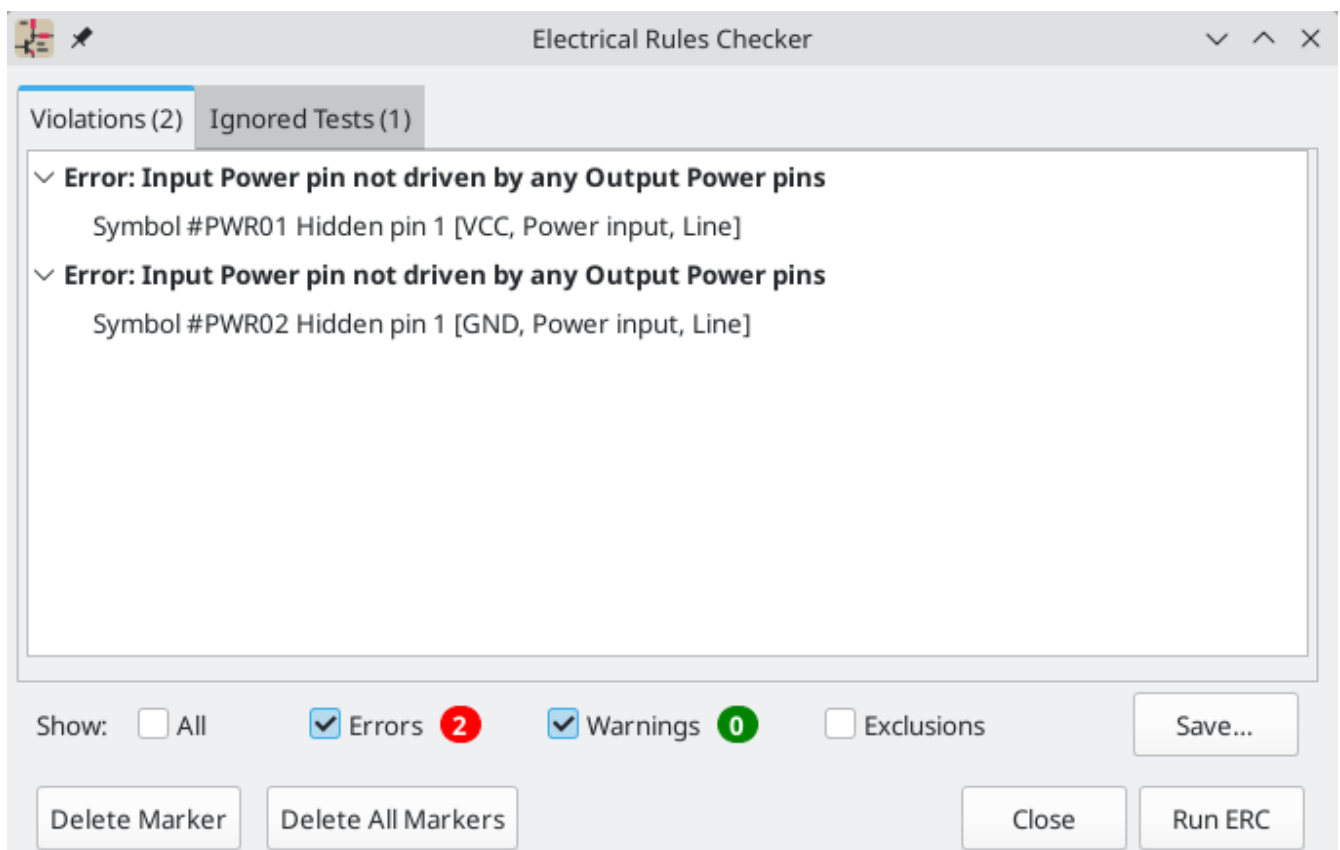 Electrical Rules Checker
Violations (2) Ignored Tests (1)
Error: Input Power pin not driven by any Output Power pins
Symbol #PWR01 Hidden pin 1 [VCC, Power input, Line]
Error: Input Power pin not driven by any Output Power pins
Symbol #PWR02 Hidden pin 1 [GND, Power input, Line]
Show: All Errors 2 Warnings 0 Exclusions Save...
Delete Marker Delete All Markers Close Run ERC